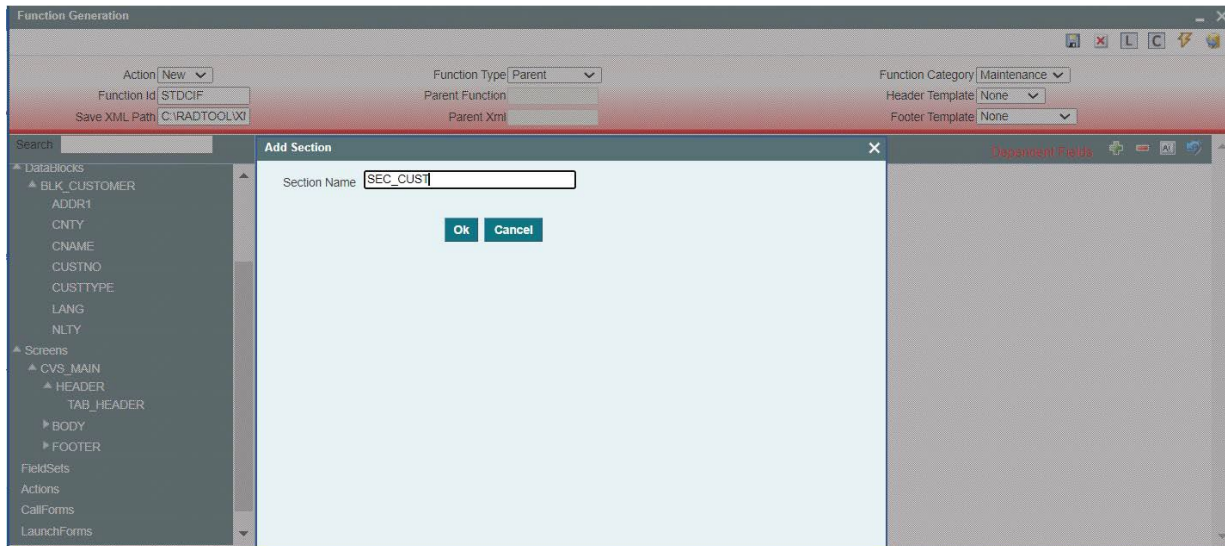 Function Generation
L C
Action New
Function Type Parent
Function Category Maintenance
Function Id STDCIF
Parent Function
Header Template None
Save XML Path C:\RADTOOL\XI
Parent Xml
Footer Template None
Search
Add Section
Dependent Fields
DataBlocks
Section Name SEC_CUST
BLK_CUSTOMER
ADDR1
CNTY
Ok Cancel
CNAME
CUSTNO
CUSTTYPE
LANG
NLTY
Screens
CVS_MAIN
HEADER
TAB_HEADER
BODY
FOOTER
FieldSets
Actions
CallForms
LaunchForms